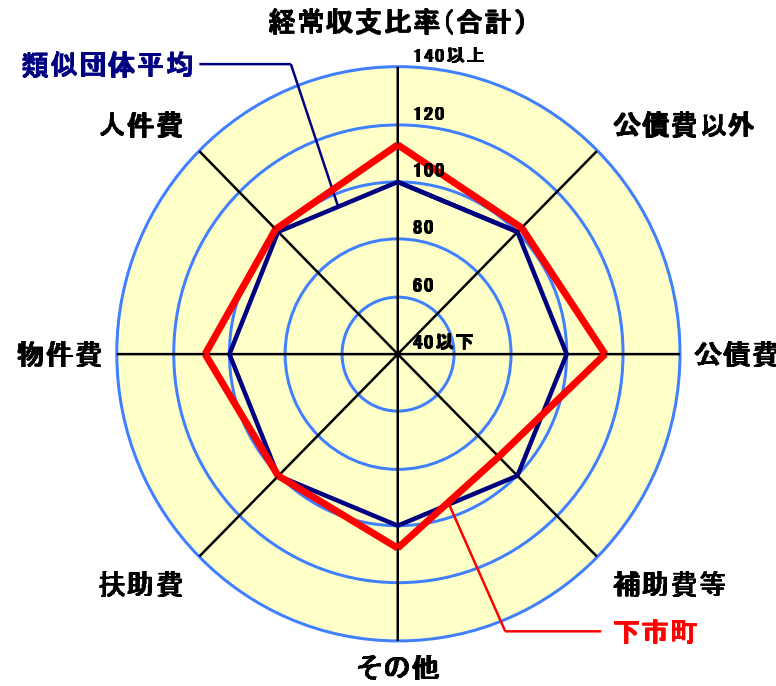 経常収支比率(合計)
140以上
類似団体平均
人件費
120
公債費以外
100
80
60
40以下
物件費
公債費
扶助費
補助費等
下市町
その他